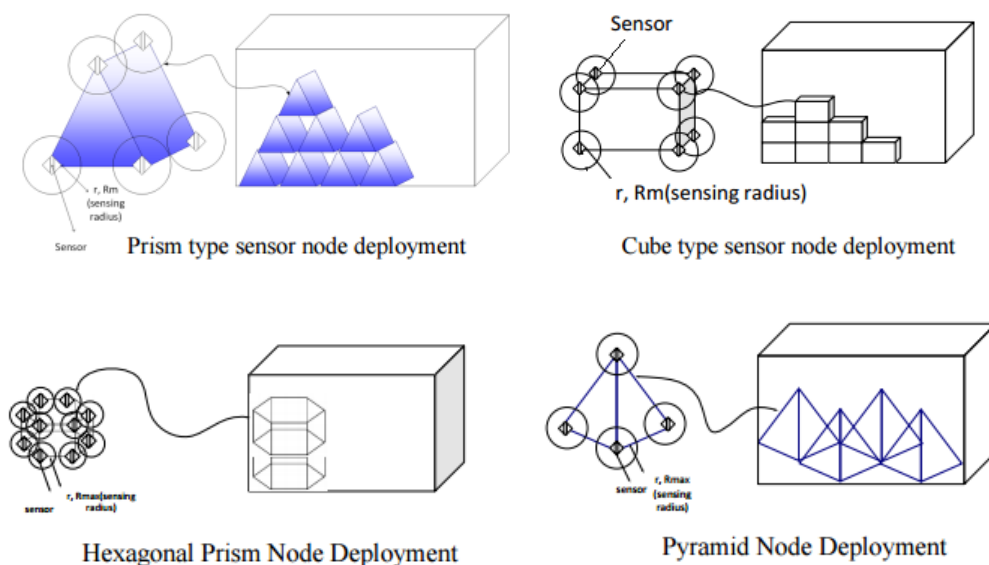 r, Rm
(sensing
radius)
Sensor
Prism type sensor node deployment
Sensor
r, Rm(sensing radius)
Cube type sensor node deployment
sensor
r, Rmax(sensing
radius)
Hexagonal Prism Node Deployment
sensor
r, Rmax
(sensing
radius)
Pyramid Node Deployment